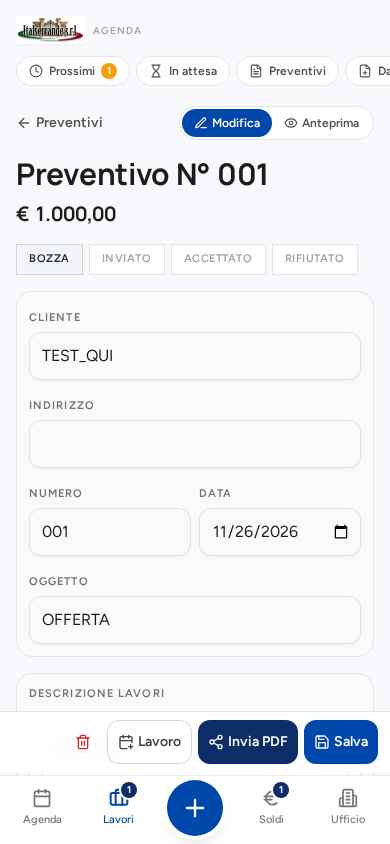 Italserrande s.r.l.
AGENDA
Prossimi 1
In attesa
Preventivi
Da
Preventivi
Modifica
Anteprima
Preventivo N° 001
€ 1.000,00
BOZZA
INVIATO
ACCETTATO
RIFIUTATO
CLIENTE
TEST_QUI
INDIRIZZO
NUMERO
DATA
001
11/26/2026
OGGETTO
OFFERTA
DESCRIZIONE LAVORI
Lavoro
Invia PDF
Salva
1
1
Agenda
Lavori
Soldi
Ufficio